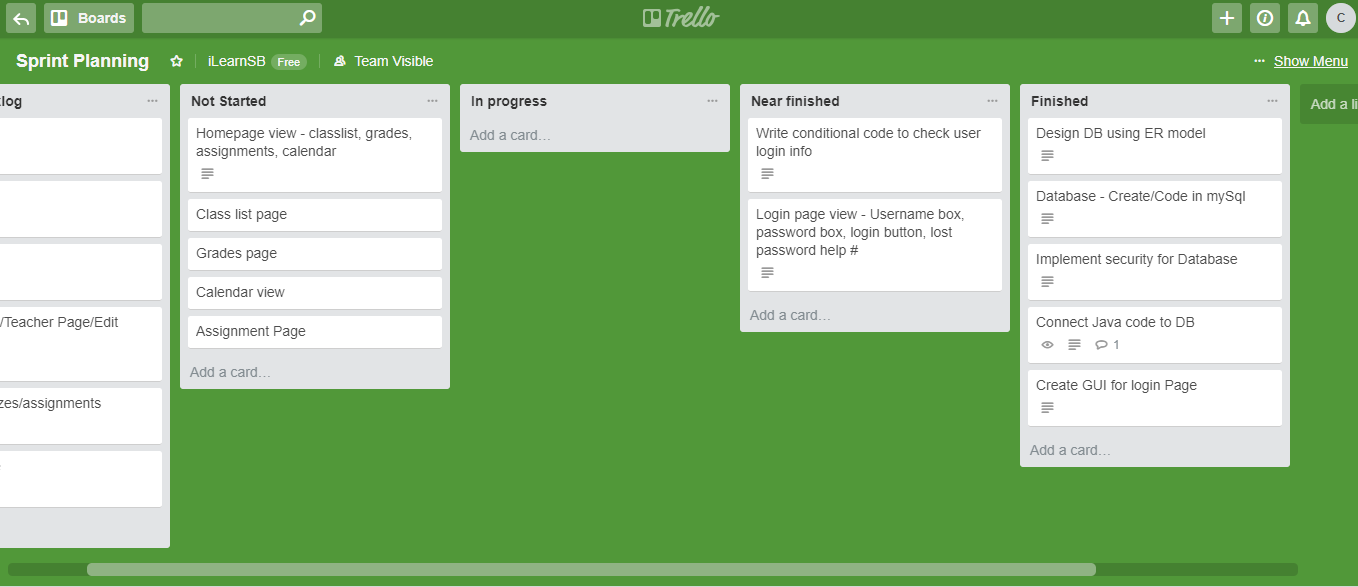 Boards
Trello
C
Sprint Planning
iLearnSB
Free
Team Visible
... Show Menu
/Teacher Page/Edit
Not Started
Homepage view - classlist, grades,
assignments, calendar
Class list page
Grades page
Calendar view
Assignment Page
Add a card…
In progress
Add a card…
Near finished
Write conditional code to check user
login info
Login page view - Username box,
password box, login button, lost
password help #
Add a card…
Finished
Design DB using ER model
Database - Create/Code in mySql
Implement security for Database
Connect Java code to DB
1
Create GUI for login Page
Add a card…
Add a li